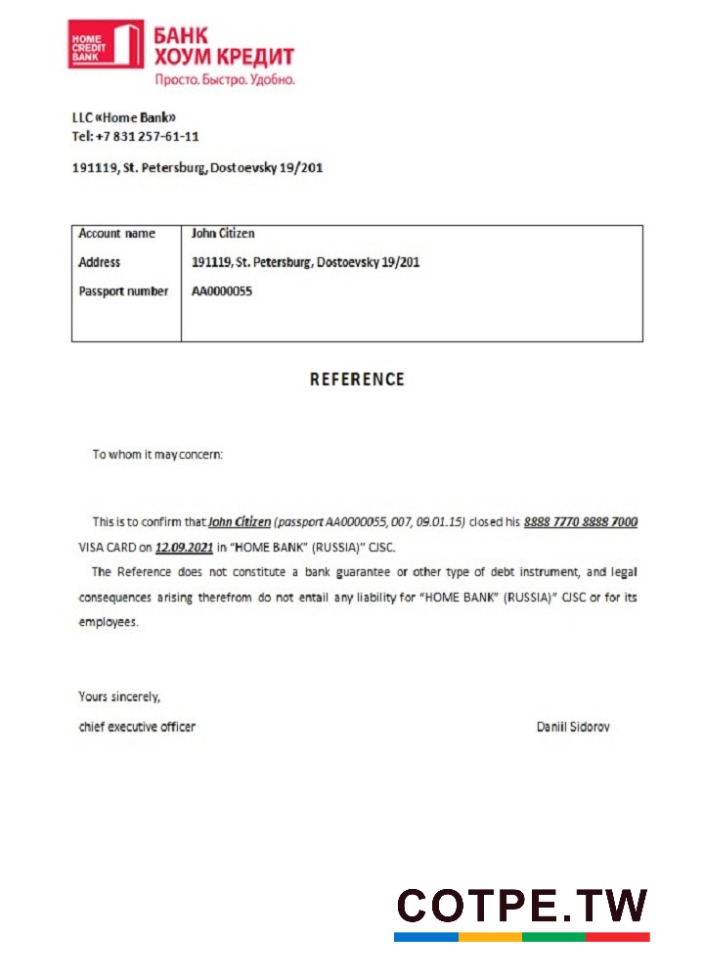 HOME
CREDIT
BANK
БАНК
ХОУМ КРЕДИТ
Просто. Быстро. Удобно.
LLC «Home Bank»
Tel: +7 831 257-61-11
191119, St. Petersburg, Dostoevsky 19/201
Account name John Citizen
Address 191119, St. Petersburg, Dostoevsky 19/201
Passport number AA0000055
REFERENCE
To whom it may concern:
This is to confirm that John Citizen (passport AA0000055, 007, 09.01.15) closed his 8888 7770 8888 7000
VISA CARD on 12.09.2021 in “HOME BANK” (RUSSIA)” CJSC.
The Reference does not constitute a bank guarantee or other type of debt instrument, and legal
consequences arising therefrom do not entail any liability for “HOME BANK” (RUSSIA)” CJSC or for its
employees.
Yours sincerely,
chief executive officer Daniil Sidorov
COTPE.TW